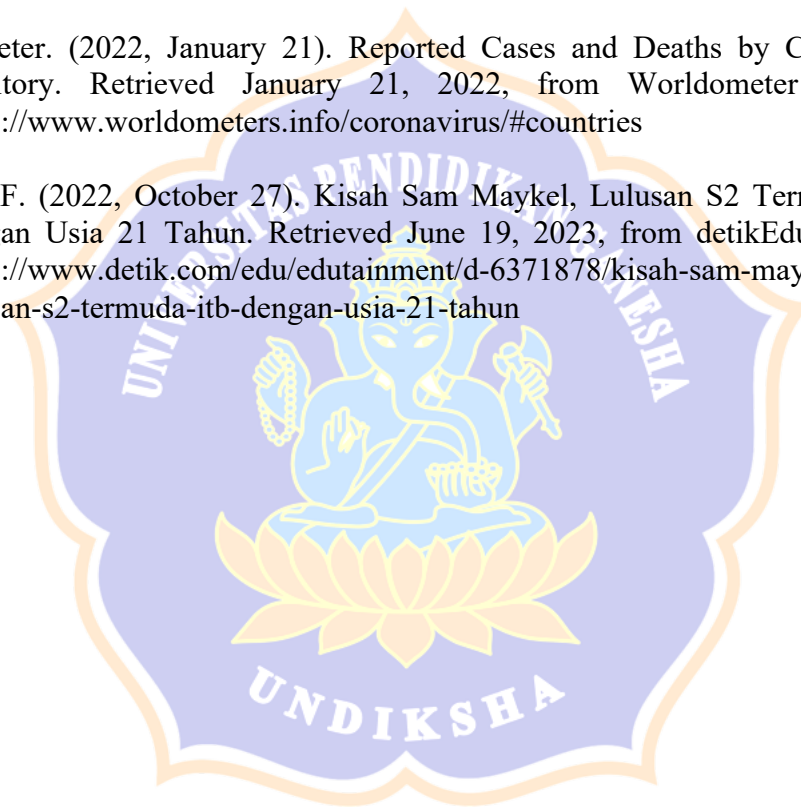 eter. (2022, January 21). Reported Cases and Deaths by C
tory. Retrieved January 21, 2022, from Worldometer
://www.worldometers.info/coronavirus/#countries
F. (2022, October 27). Kisah Sam Maykel, Lulusan S2 Ter
an Usia 21 Tahun. Retrieved June 19, 2023, from detikEdu
://www.detik.com/edu/edutainment/d-6371878/kisah-sam-may
an-s2-termuda-itb-dengan-usia-21-tahun
UNIVERSITAS PENDIDIKAN GANESHA
UNDIKSHA